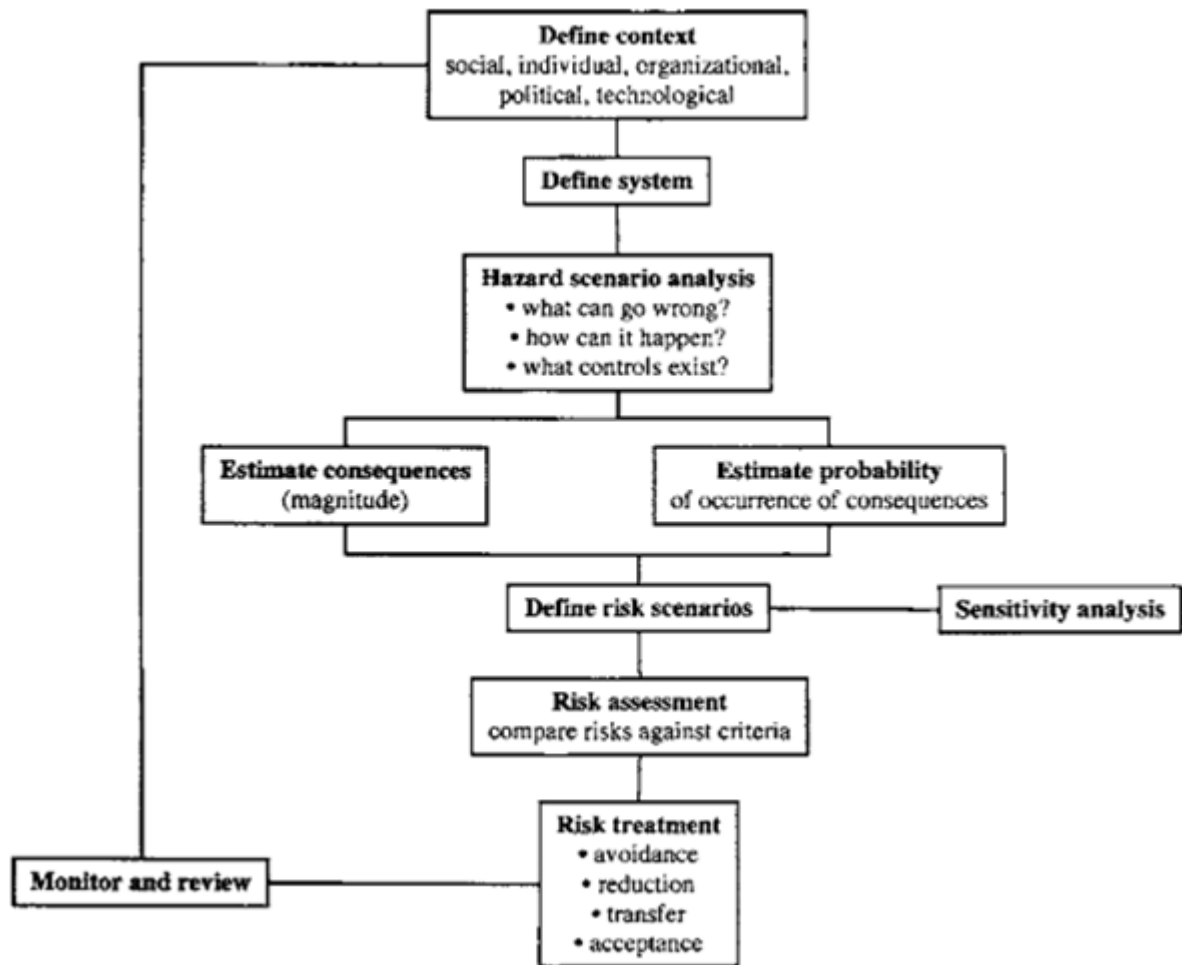 Define context
social, individual, organizational,
political, technological
Define system
Hazard scenario analysis
• what can go wrong?
• how can it happen?
• what controls exist?
Estimate consequences
(magnitude)
Estimate probability
of occurrence of consequences
Define risk scenarios
Sensitivity analysis
Risk assessment
compare risks against criteria
Risk treatment
• avoidance
• reduction
• transfer
• acceptance
Monitor and review